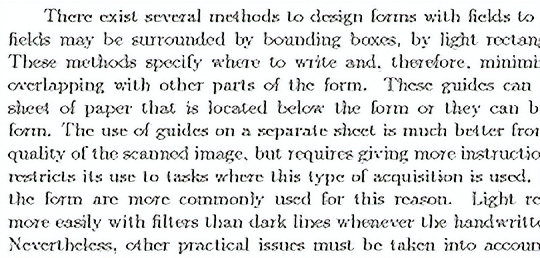 There exist several methods to design forms with fields to
fields may be surrounded by bounding boxes, by light rectan
These methods specify where to write and, therefore, minimi
overlapping with other parts of the form. These guides can
sheet of paper that is located below the form or they can b
form. The use of guides on a separate sheet is much better fro
quality of the scanned image, but requires giving more instructio
restricts its use to tasks where this type of acquisition is used.
the form are more commonly used for this reason. Light re
more easily with filters than dark lines whenever the handwritt
Nevertheless, other practical issues must be taken into accoun